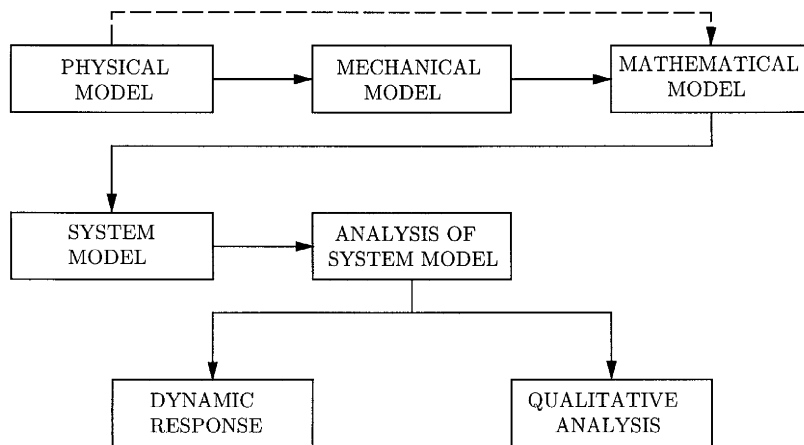 PHYSICAL
MODEL
MECHANICAL
MODEL
MATHEMATICAL
MODEL
SYSTEM
MODEL
ANALYSIS OF
SYSTEM MODEL
DYNAMIC
RESPONSE
QUALITATIVE
ANALYSIS